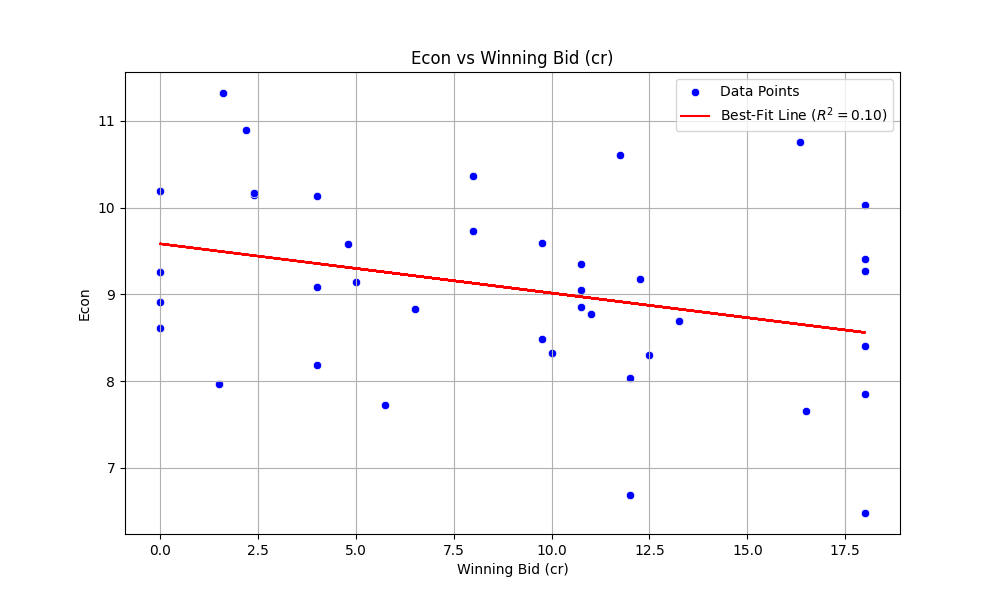 Econ vs Winning Bid (cr)
Data Points
Best-Fit Line (R² = 0.10)
Econ
11
10
9
8
7
0.0 2.5 5.0 7.5 10.0 12.5 15.0 17.5
Winning Bid (cr)